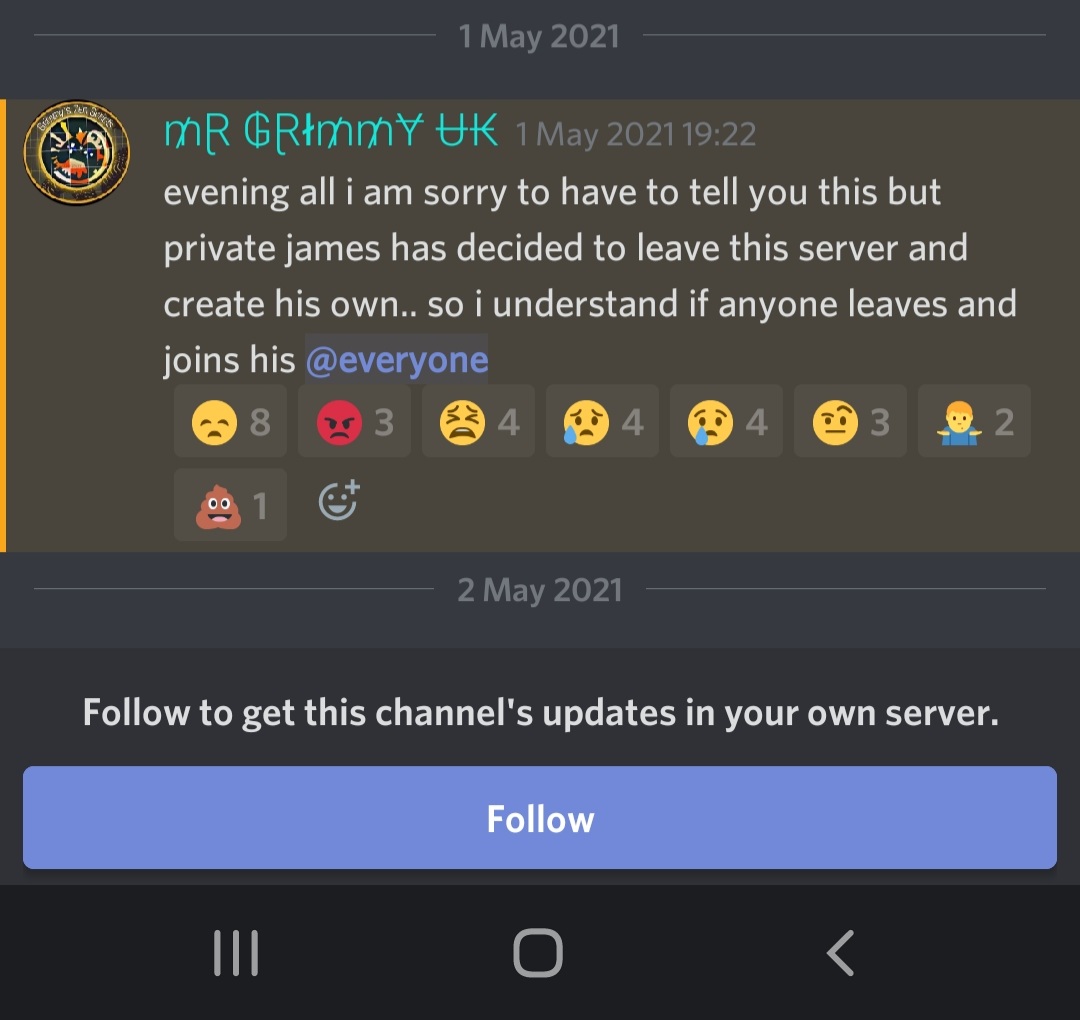 1 May 2021
mR GRłmmY ɄK 1 May 2021 19:22
evening all i am sorry to have to tell you this but
private james has decided to leave this server and
create his own.. so i understand if anyone leaves and
joins his @everyone
8 3 4 4 4 3 2
1
2 May 2021
Follow to get this channel's updates in your own server.
Follow